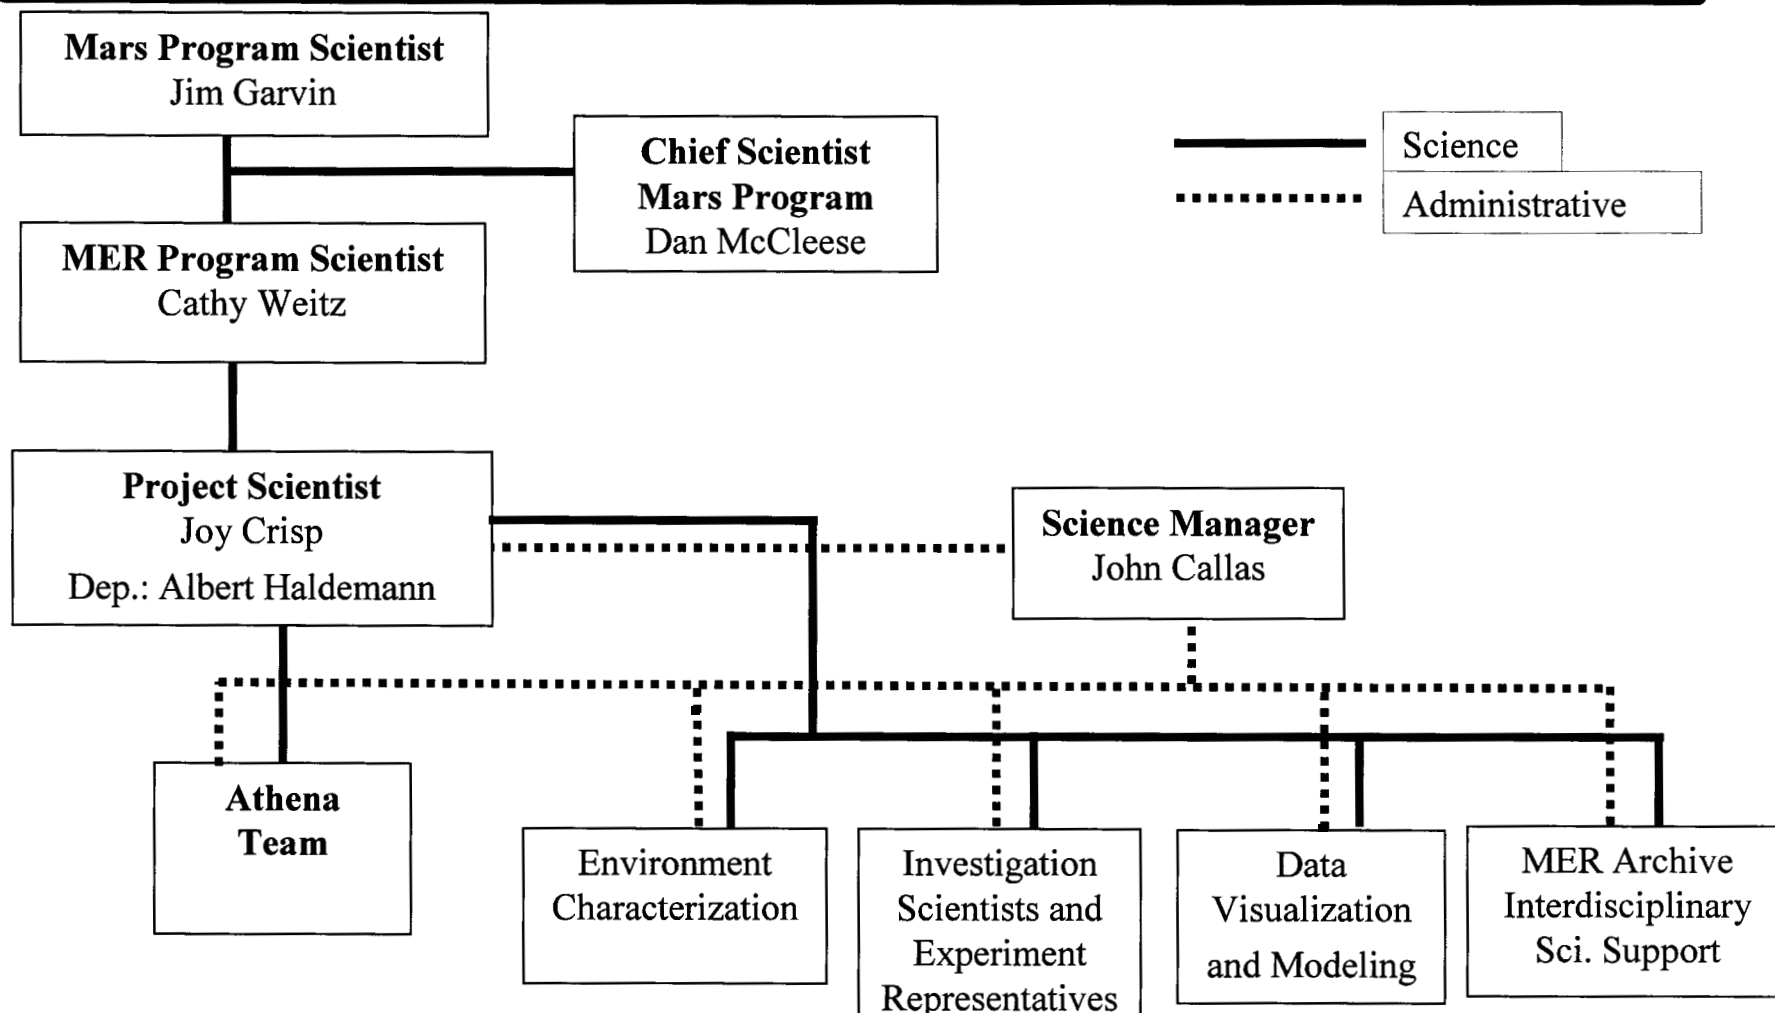 Mars Program Scientist
Jim Garvin
Chief Scientist
Mars Program
Dan McCleese
Science
Administrative
MER Program Scientist
Cathy Weitz
Project Scientist
Joy Crisp
Dep.: Albert Haldemann
Science Manager
John Callas
Athena
Team
Environment
Characterization
Investigation
Scientists and
Experiment
Representatives
Data
Visualization
and Modeling
MER Archive
Interdisciplinary
Sci. Support